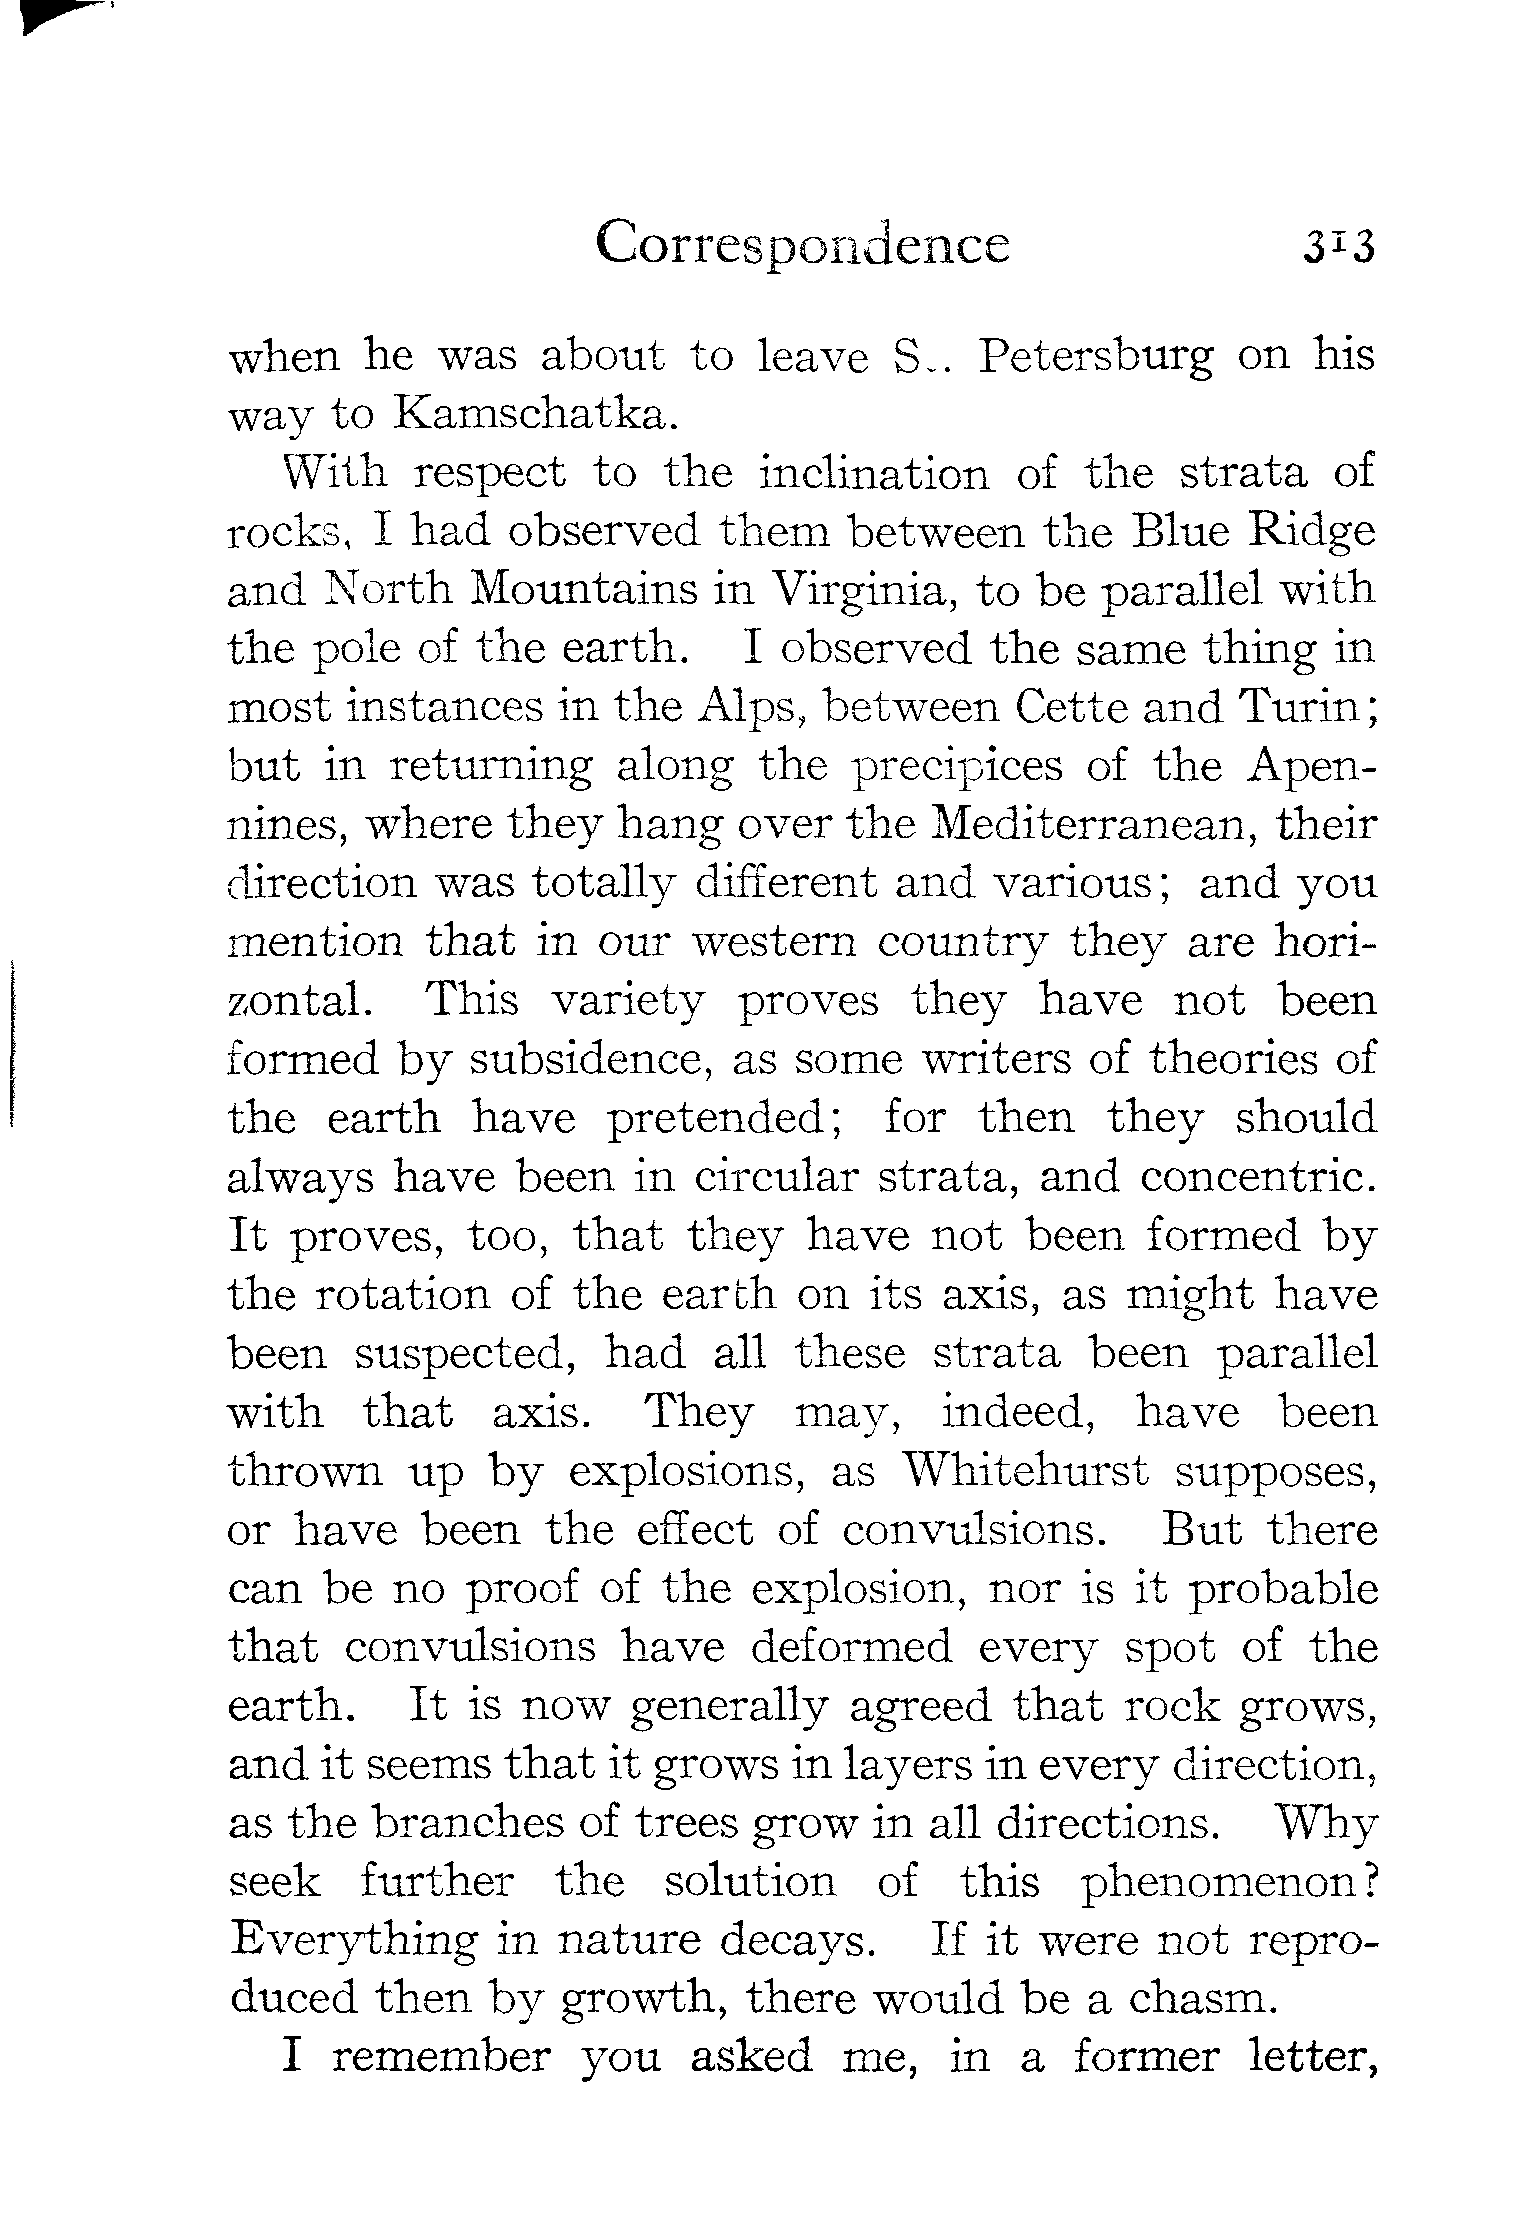 Correspondence 313
when he was about to leave S.. Petersburg on his
way to Kamschatka.
With respect to the inclination of the strata of
rocks, I had observed them between the Blue Ridge
and North Mountains in Virginia, to be parallel with
the pole of the earth. I observed the same thing in
most instances in the Alps, between Cette and Turin;
but in returning along the precipices of the Apen-
nines, where they hang over the Mediterranean, their
direction was totally different and various; and you
mention that in our western country they are hori-
zontal. This variety proves they have not been
formed by subsidence, as some writers of theories of
the earth have pretended; for then they should
always have been in circular strata, and concentric.
It proves, too, that they have not been formed by
the rotation of the earth on its axis, as might have
been suspected, had all these strata been parallel
with that axis. They may, indeed, have been
thrown up by explosions, as Whitehurst supposes,
or have been the effect of convulsions. But there
can be no proof of the explosion, nor is it probable
that convulsions have deformed every spot of the
earth. It is now generally agreed that rock grows,
and it seems that it grows in layers in every direction,
as the branches of trees grow in all directions. Why
seek further the solution of this phenomenon?
Everything in nature decays. If it were not repro-
duced then by growth, there would be a chasm.
I remember you asked me, in a former letter,